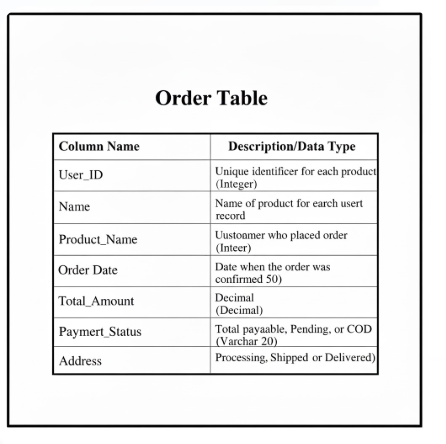 Order Table
Column Name Description/Data Type
User_ID Unique identificer for each product
(Integer)
Name Name of product for earch usert
record
Product_Name Uustonmer who placed order
(Inteer)
Order Date Date when the order was
confirmed 50)
Total_Amount Decimal
(Decimal)
Paymert_Status Total payaable, Pending, or COD
(Varchar 20)
Address Processing, Shipped or Delivered)